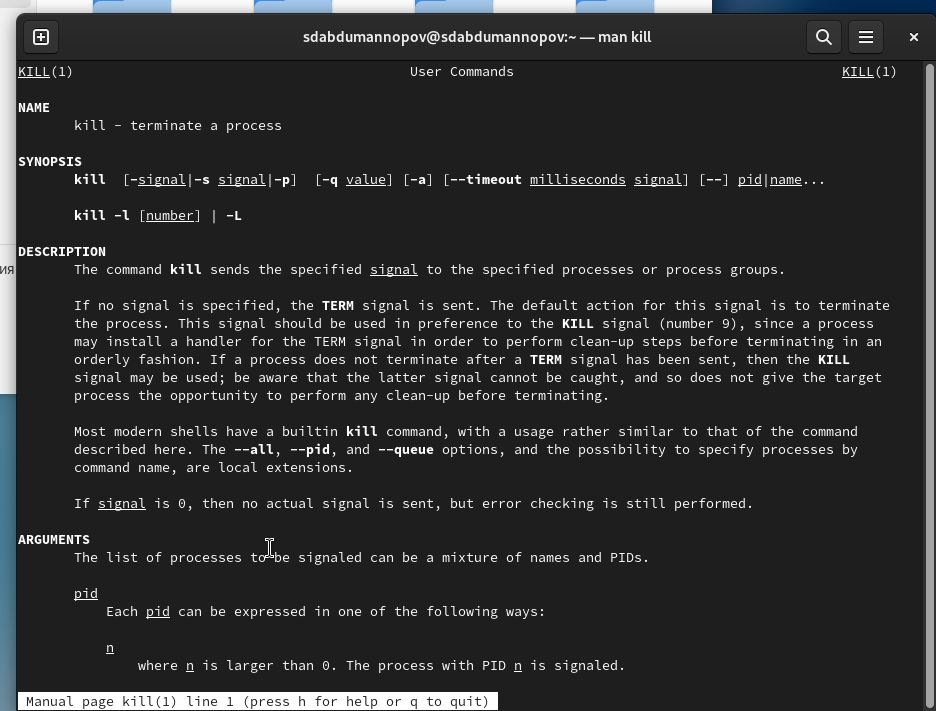 sdabdumannopov@sdabdumannopov:~ — man kill
KILL(1) User Commands KILL(1)
NAME
kill - terminate a process
SYNOPSIS
kill [-signal|-s signal|-p] [-q value] [-a] [--timeout milliseconds signal] [--] pid|name...
kill -l [number] | -L
DESCRIPTION
The command kill sends the specified signal to the specified processes or process groups.
If no signal is specified, the TERM signal is sent. The default action for this signal is to terminate
the process. This signal should be used in preference to the KILL signal (number 9), since a process
may install a handler for the TERM signal in order to perform clean-up steps before terminating in an
orderly fashion. If a process does not terminate after a TERM signal has been sent, then the KILL
signal may be used; be aware that the latter signal cannot be caught, and so does not give the target
process the opportunity to perform any clean-up before terminating.
Most modern shells have a builtin kill command, with a usage rather similar to that of the command
described here. The --all, --pid, and --queue options, and the possibility to specify processes by
command name, are local extensions.
If signal is 0, then no actual signal is sent, but error checking is still performed.
ARGUMENTS
The list of processes to be signaled can be a mixture of names and PIDs.
pid
Each pid can be expressed in one of the following ways:
n
where n is larger than 0. The process with PID n is signaled.
Manual page kill(1) line 1 (press h for help or q to quit)
ия